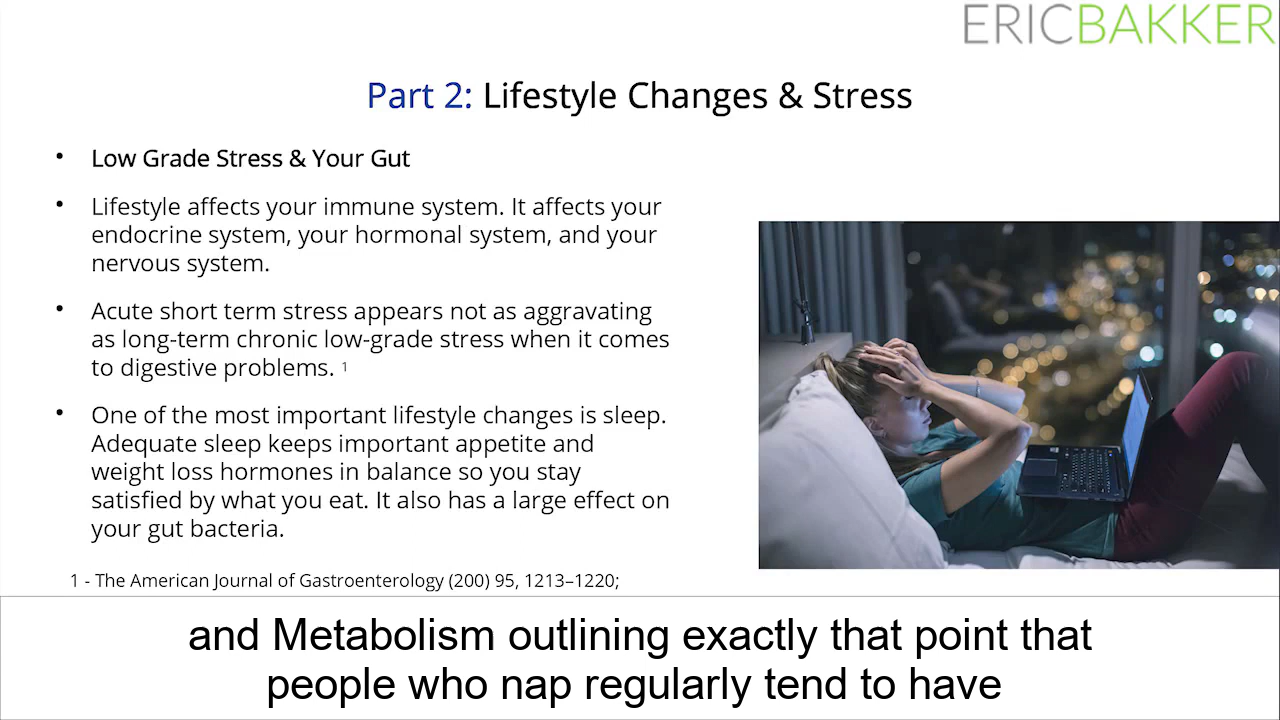 ERICBAKKER
Part 2: Lifestyle Changes & Stress
• Low Grade Stress & Your Gut
• Lifestyle affects your immune system. It affects your
endocrine system, your hormonal system, and your
nervous system.
• Acute short term stress appears not as aggravating
as long-term chronic low-grade stress when it comes
to digestive problems. 1
• One of the most important lifestyle changes is sleep.
Adequate sleep keeps important appetite and
weight loss hormones in balance so you stay
satisfied by what you eat. It also has a large effect on
your gut bacteria.
1 - The American Journal of Gastroenterology (200) 95, 1213–1220;
and Metabolism outlining exactly that point that
people who nap regularly tend to have